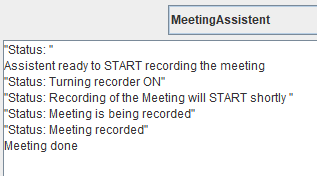 MeetingAssistent
"Status: "
Assistent ready to START recording the meeting
"Status: Turning recorder ON"
"Status: Recording of the Meeting will START shortly "
"Status: Meeting is being recorded"
"Status: Meeting recorded"
Meeting done